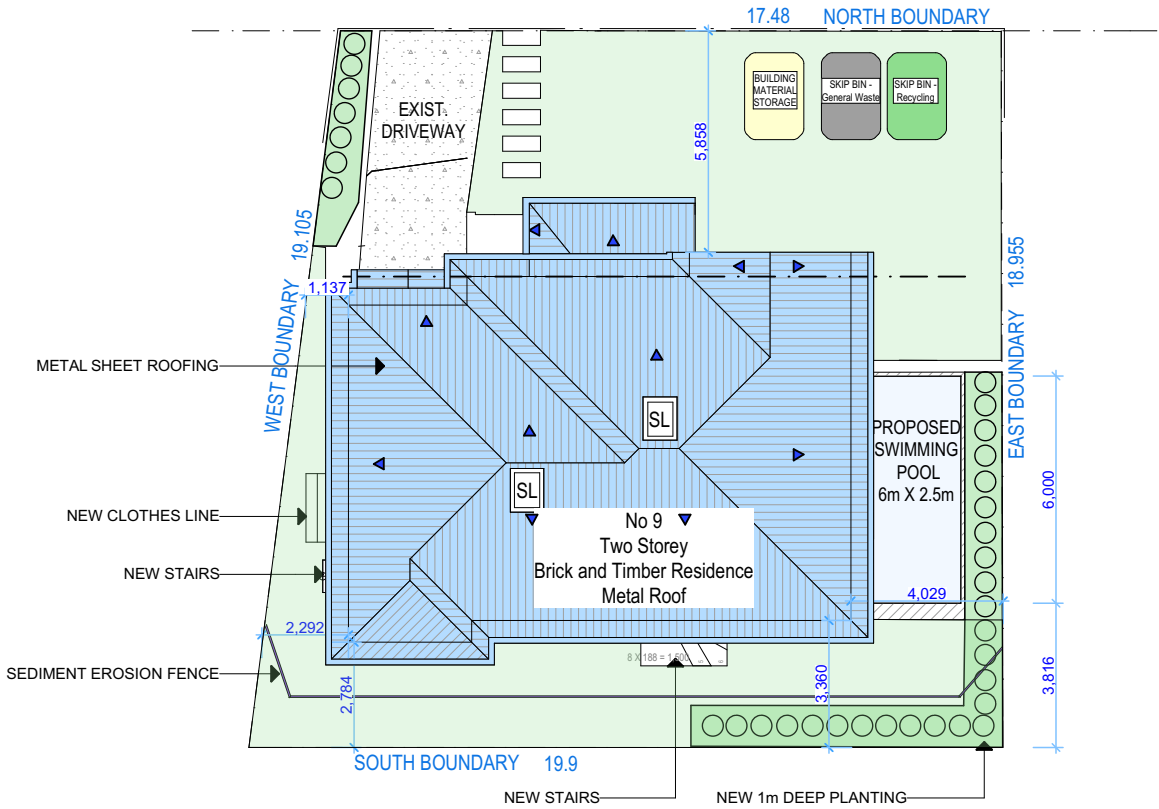 17.48 NORTH BOUNDARY
BUILDING
MATERIAL
STORAGE
SKIP BIN -
General Waste
SKIP BIN -
Recycling
EXIST.
DRIVEWAY
5,858
WEST BOUNDARY 19.105
EAST BOUNDARY 18.955
1,137
METAL SHEET ROOFING
SL
PROPOSED
SWIMMING
POOL
6m X 2.5m
6,000
SL
NEW CLOTHES LINE
No 9
Two Storey
Brick and Timber Residence
Metal Roof
NEW STAIRS
4,029
2,292
8 X 188 = 1,500
SEDIMENT EROSION FENCE
2,784
3,360
3,816
SOUTH BOUNDARY 19.9
NEW STAIRS
NEW 1m DEEP PLANTING